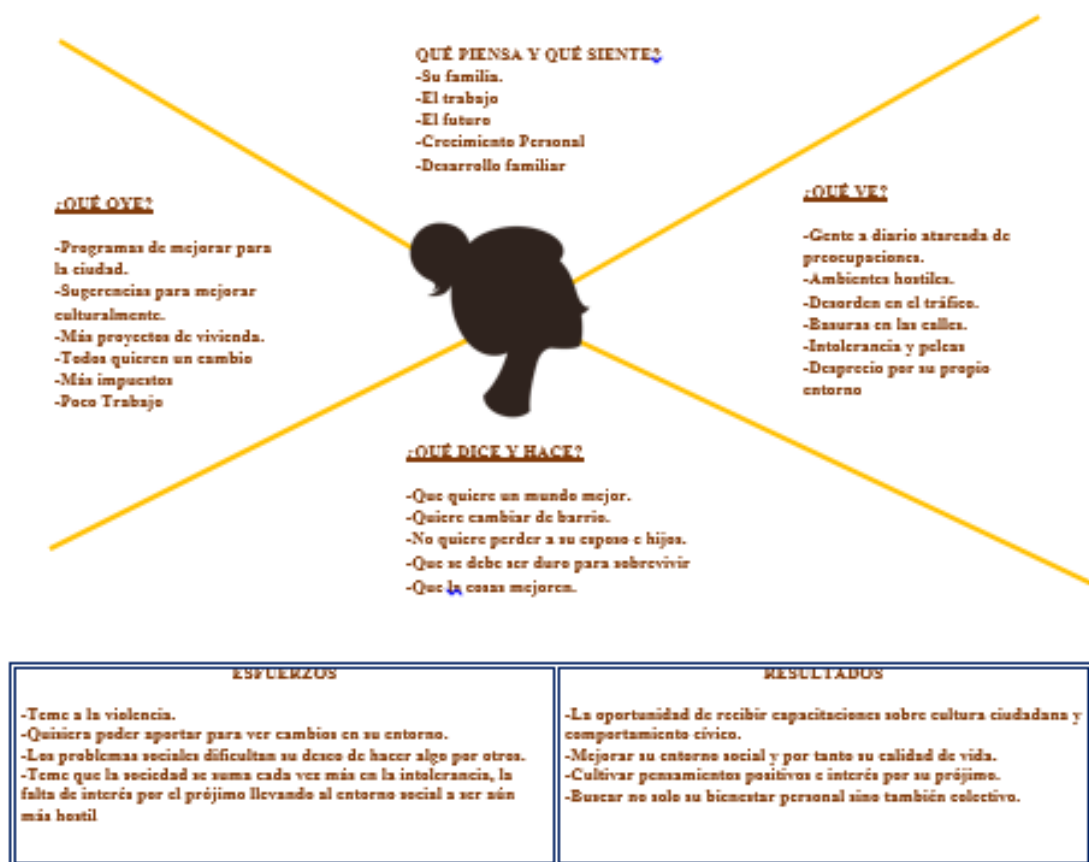 QUÉ PIENSA Y QUÉ SIENTE?
-Su familia.
-El trabajo
-El futuro
-Crecimiento Personal
-Desarrollo familiar
¿QUÉ OYE?
-Programas de mejorar para
la ciudad.
-Sugerencias para mejorar
culturalmente.
-Más proyectos de vivienda.
-Todos quieren un cambio
-Más impuestos
-Poco Trabajo
¿QUÉ VE?
-Gente a diario atareada de
preocupaciones.
-Ambientes hostiles.
-Desorden en el tráfico.
-Basuras en las calles.
-Intolerancia y peleas
-Desprecio por su propio
entorno
¿QUÉ DICE Y HACE?
-Que quiere un mundo mejor.
-Quiere cambiar de barrio.
-No quiere perder a su esposo e hijos.
-Que se debe ser duro para sobrevivir
-Que la cosas mejoren.
ESFUERZOS
-Teme a la violencia.
-Quisiera poder aportar para ver cambios en su entorno.
-Los problemas sociales dificultan su deseo de hacer algo por otros.
-Teme que la sociedad se suma cada vez más en la intolerancia, la
falta de interés por el prójimo llevando al entorno social a ser aún
más hostil
RESULTADOS
-La oportunidad de recibir capacitaciones sobre cultura ciudadana y
comportamiento cívico.
-Mejorar su entorno social y por tanto su calidad de vida.
-Cultivar pensamientos positivos e interés por su prójimo.
-Buscar no solo su bienestar personal sino también colectivo.